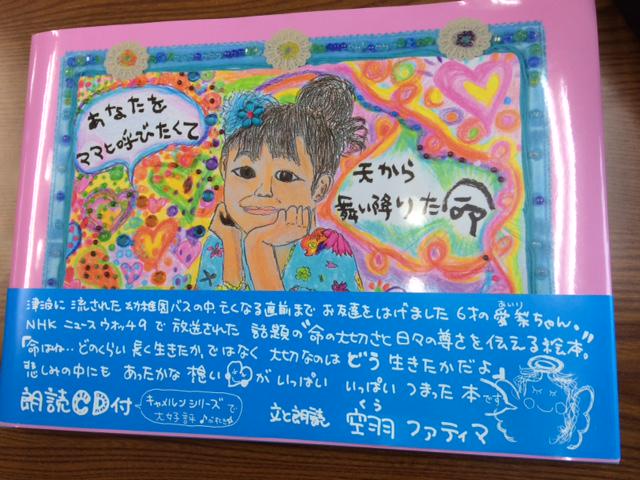 あなたを
ママと呼びたくて
天から
舞い降りた命
津波に流された幼稚園バスの中、亡くなる直前までお友達をはげました6才の愛梨ちゃん。
あいり
NHKニュースウオッチ9で放送された 話題の“命の大切さと日々の尊さを伝える絵本。”
「命はね…どのくらい長く生きたか、ではなく 大切なのは どう 生きたかだよ」
悲しみの中にも あったかな が いっぱい いっぱい つまった 本です
朗読CD付
キャメルンシリーズで
大好評
くう
文と朗読 空羽 ファティマ